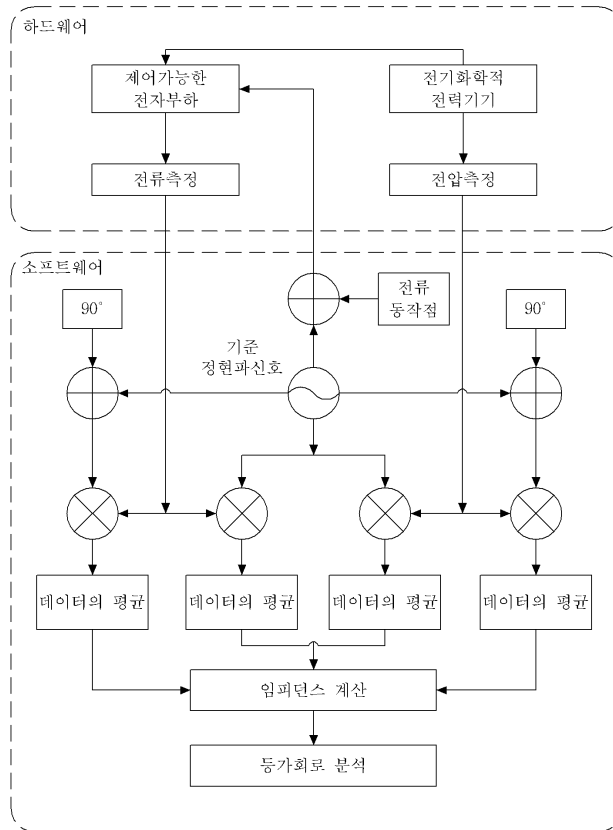 하드웨어
제어가능한
전자부하
전기화학적
전력기기
전류측정
전압측정
소프트웨어
90°
전류
동작점
90°
기준
정현파신호
데이터의 평균
데이터의 평균
데이터의 평균
데이터의 평균
임피던스 계산
등가회로 분석